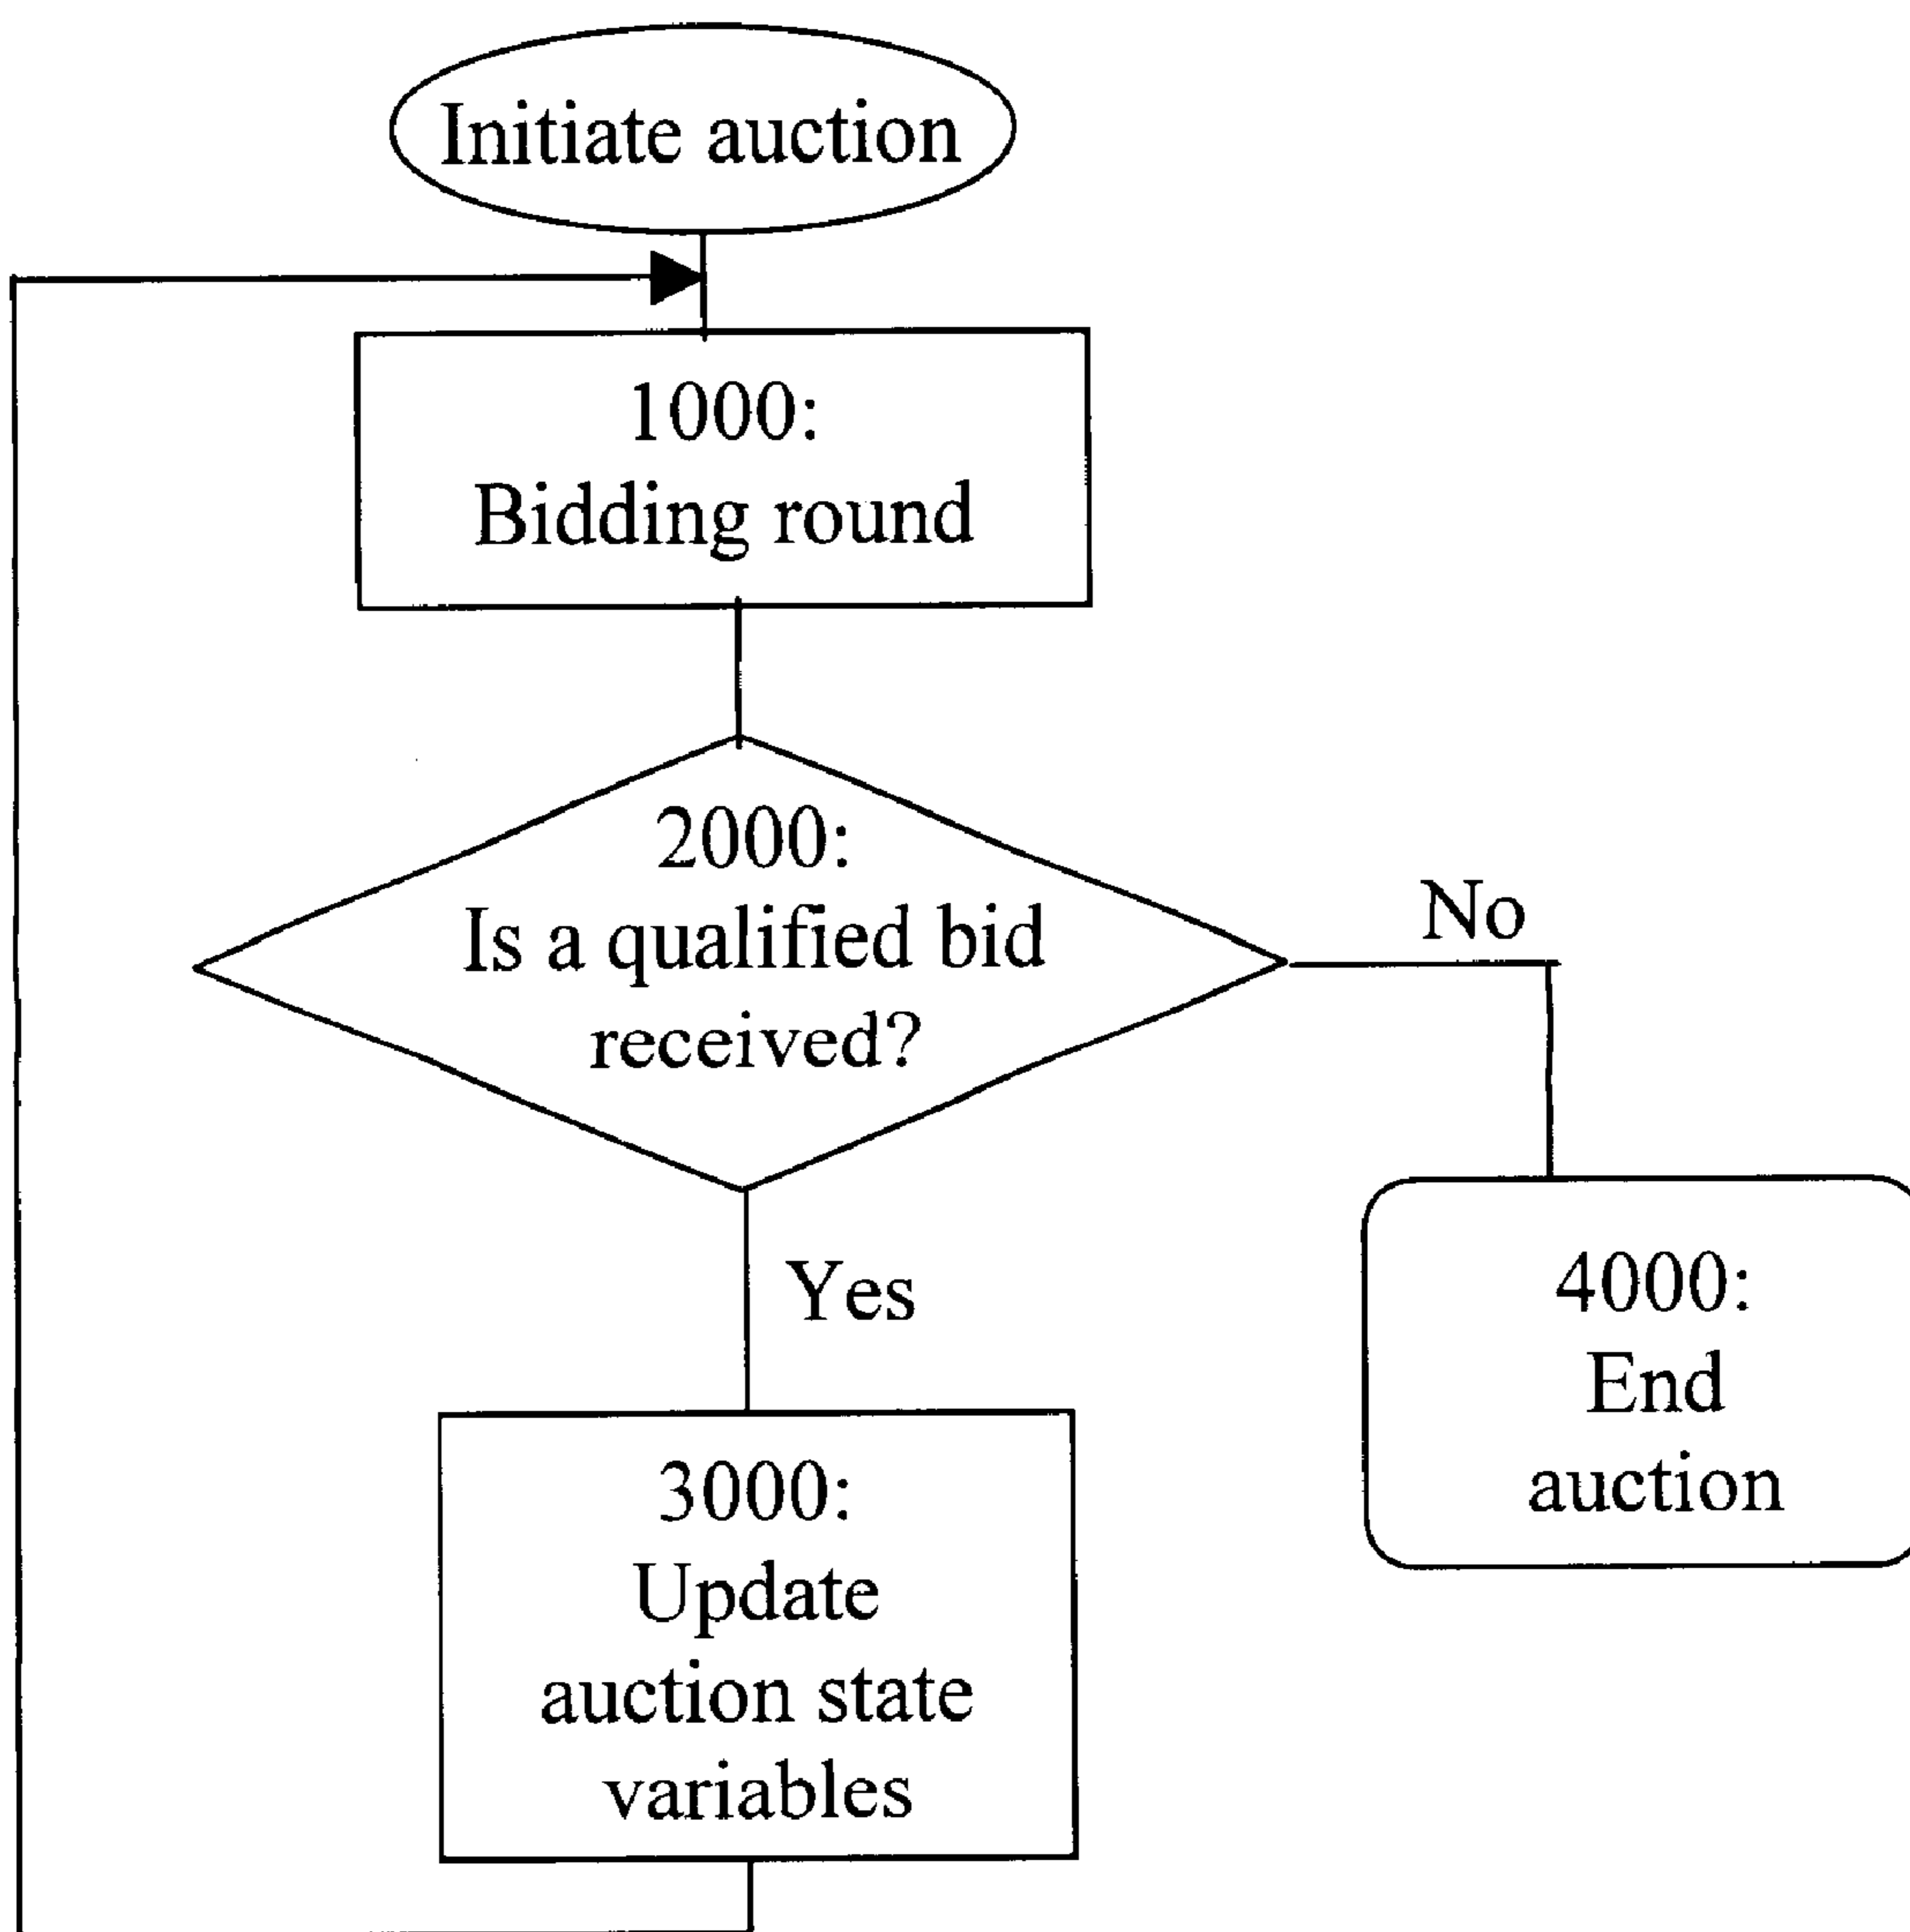 Initiate auction
1000:
Bidding round
2000:
Is a qualified bid
received?
No
Yes
4000:
End
auction
3000:
Update
auction state
variables